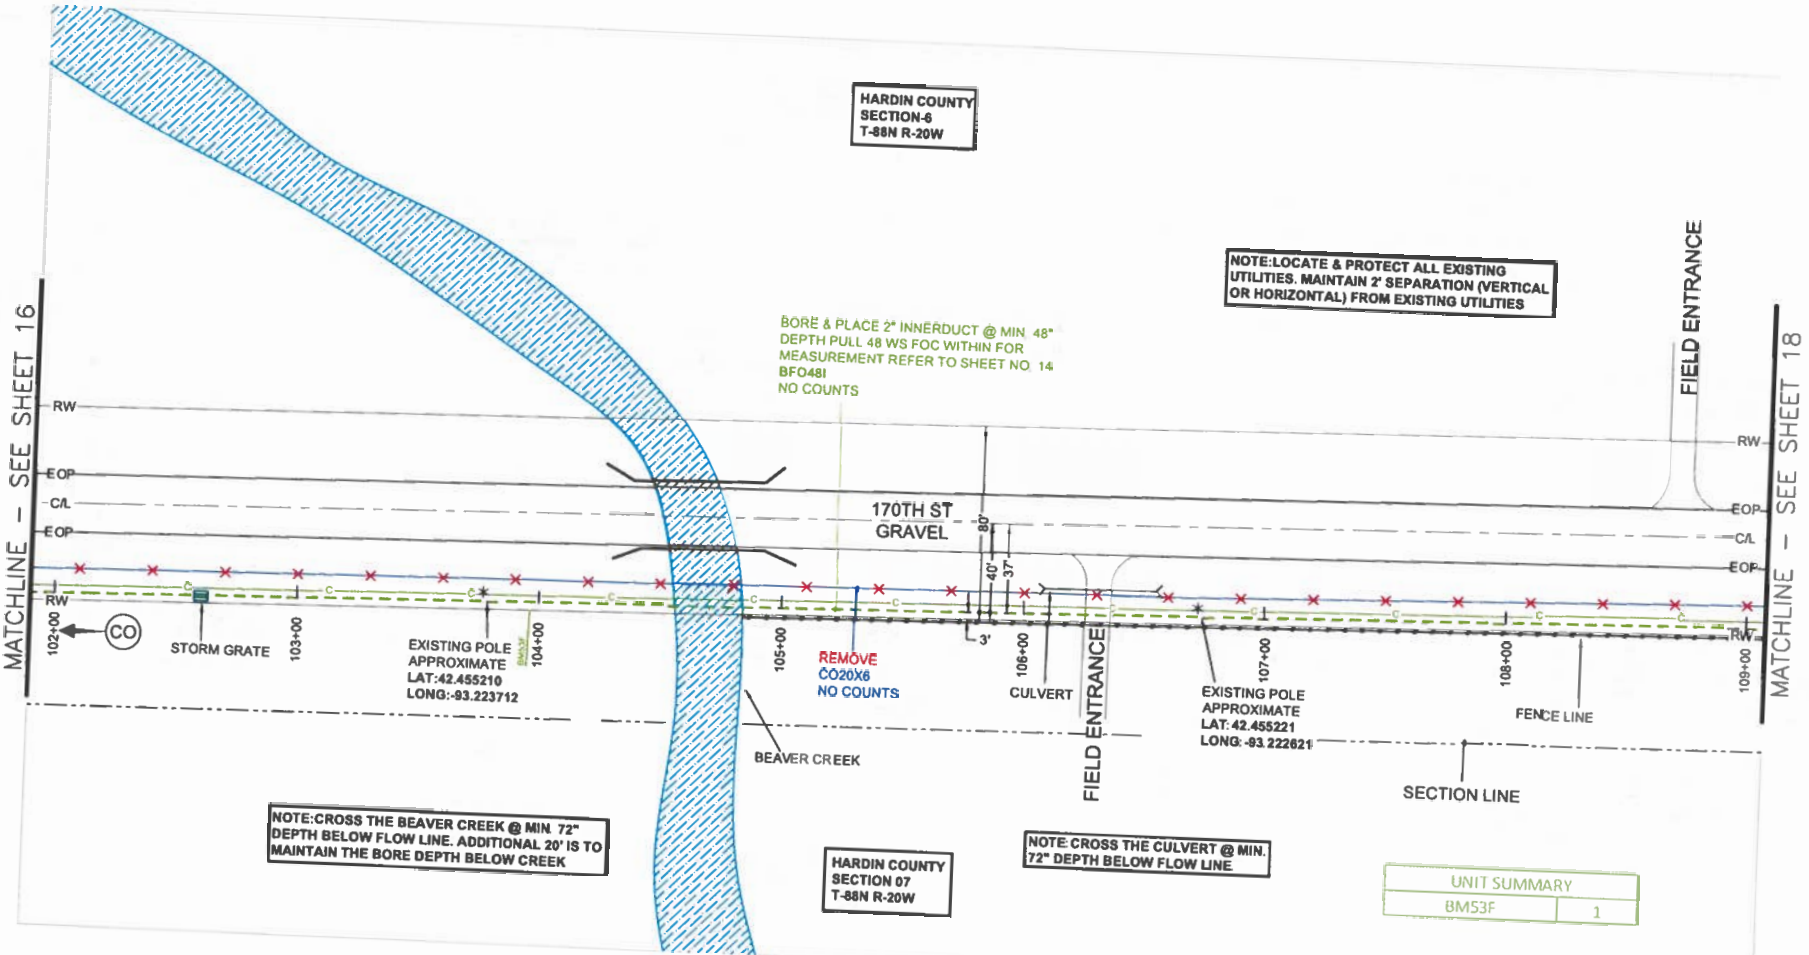 HARDIN COUNTY
SECTION-6
T-88N R-20W
NOTE:LOCATE & PROTECT ALL EXISTING
UTILITIES. MAINTAIN 2' SEPARATION (VERTICAL
OR HORIZONTAL) FROM EXISTING UTILITIES
FIELD ENTRANCE
MATCHLINE - SEE SHEET 16
MATCHLINE - SEE SHEET 18
BORE & PLACE 2" INNERDUCT @ MIN. 48"
DEPTH PULL 48 WS FOC WITHIN FOR
MEASUREMENT REFER TO SHEET NO. 14
BFO48I
NO COUNTS
RW
RW
EOP
EOP
C/L
C/L
EOP
EOP
170TH ST
GRAVEL
80'
40'
37'
3'
C
C
C
C
C
C
C
C
C
RW
RW
102+00
103+00
104+00
105+00
106+00
107+00
108+00
109+00
CO
STORM GRATE
EXISTING POLE
APPROXIMATE
LAT:42.455210
LONG:-93.223712
BM53F
REMOVE
CO20X6
NO COUNTS
CULVERT
FIELD ENTRANCE
EXISTING POLE
APPROXIMATE
LAT:42.455221
LONG:-93.222621
FENCE LINE
BEAVER CREEK
SECTION LINE
NOTE:CROSS THE BEAVER CREEK @ MIN. 72"
DEPTH BELOW FLOW LINE. ADDITIONAL 20' IS TO
MAINTAIN THE BORE DEPTH BELOW CREEK
HARDIN COUNTY
SECTION 07
T-88N R-20W
NOTE:CROSS THE CULVERT @ MIN.
72" DEPTH BELOW FLOW LINE
UNIT SUMMARY
BM53F 1